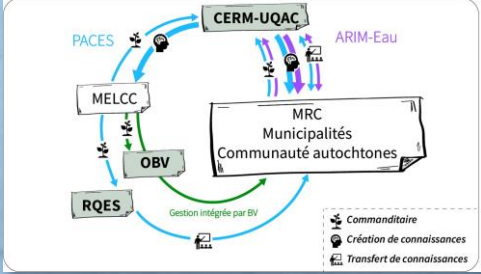 CERM-UQAC
PACES
ARIM-Eau
MELCC
MRC
Municipalités
Communauté autochtones
OBV
RQES
Gestion intégrée par BV
Commanditaire
Création de connaissances
Transfert de connaissances